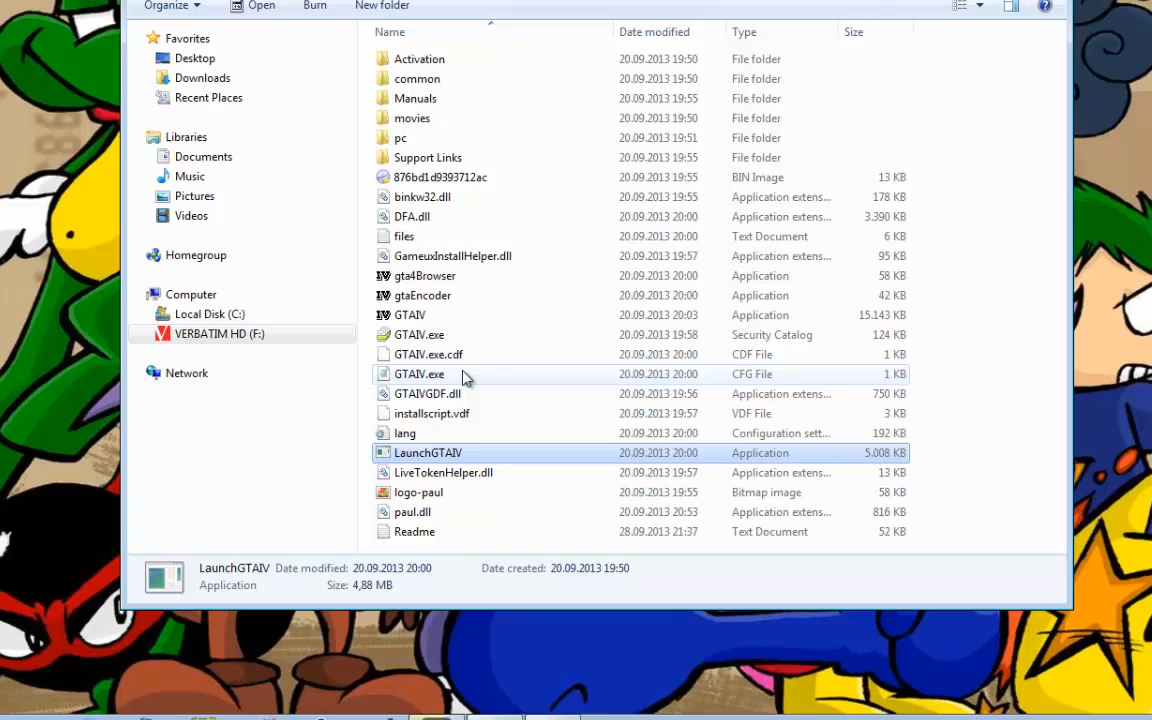 Organize Open Burn New folder
Name Date modified Type Size
Favorites
Desktop
Downloads
Recent Places
Libraries
Documents
Music
Pictures
Videos
Homegroup
Computer
Local Disk (C:)
VERBATIM HD (F:)
Network
Activation 20.09.2013 19:50 File folder
common 20.09.2013 19:50 File folder
Manuals 20.09.2013 19:55 File folder
movies 20.09.2013 19:50 File folder
pc 20.09.2013 19:51 File folder
Support Links 20.09.2013 19:55 File folder
876bd1d9393712ac 20.09.2013 19:55 BIN Image 13 KB
binkw32.dll 20.09.2013 19:55 Application extens... 178 KB
DFA.dll 20.09.2013 20:00 Application extens... 3.390 KB
files 20.09.2013 20:00 Text Document 6 KB
GameuxInstallHelper.dll 20.09.2013 19:57 Application extens... 95 KB
IV gta4Browser 20.09.2013 20:00 Application 58 KB
IV gtaEncoder 20.09.2013 20:00 Application 42 KB
IV GTAIV 20.09.2013 20:03 Application 15.143 KB
GTAIV.exe 20.09.2013 19:58 Security Catalog 124 KB
GTAIV.exe.cdf 20.09.2013 20:00 CDF File 1 KB
GTAIV.exe 20.09.2013 20:00 CFG File 1 KB
GTAIVGDF.dll 20.09.2013 19:56 Application extens... 750 KB
installscript.vdf 20.09.2013 19:57 VDF File 3 KB
lang 20.09.2013 20:00 Configuration sett... 192 KB
LaunchGTAIV 20.09.2013 20:00 Application 5.008 KB
LiveTokenHelper.dll 20.09.2013 19:57 Application extens... 13 KB
logo-paul 20.09.2013 19:55 Bitmap image 58 KB
paul.dll 20.09.2013 20:53 Application extens... 816 KB
Readme 28.09.2013 21:37 Text Document 52 KB
LaunchGTAIV Date modified: 20.09.2013 20:00 Date created: 20.09.2013 19:50
Application Size: 4,88 MB